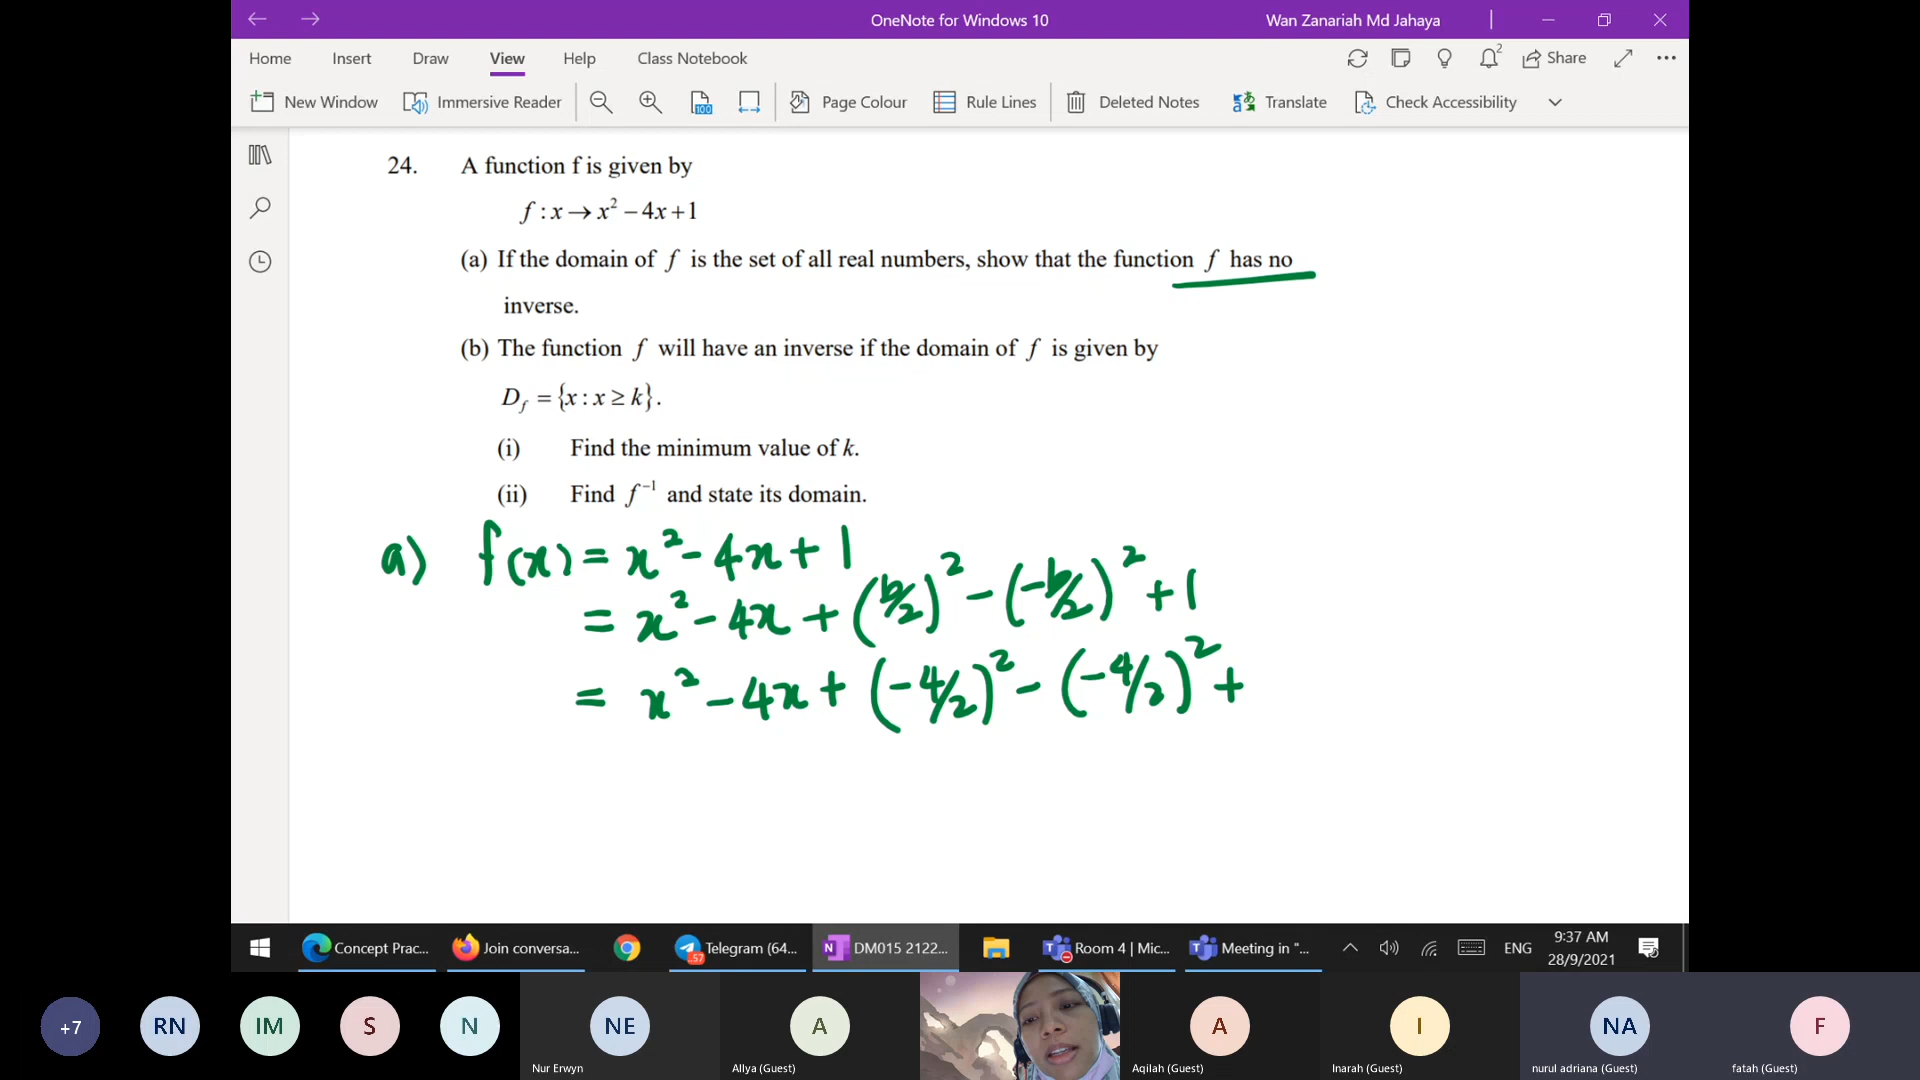 OneNote for Windows 10
Wan Zanariah Md Jahaya
Home Insert Draw View Help Class Notebook
2
Share
New Window Immersive Reader 100 Page Colour Rule Lines Deleted Notes Translate Check Accessibility
24. A function f is given by
f : x → x² − 4x + 1
(a) If the domain of f is the set of all real numbers, show that the function f has no
inverse.
(b) The function f will have an inverse if the domain of f is given by
D_f = {x : x ≥ k}.
(i) Find the minimum value of k.
(ii) Find f⁻¹ and state its domain.
a) f(x) = x² - 4x + 1
= x² - 4x + (b/2)² - (-b/2)² + 1
= x² - 4x + (-4/2)² - (-4/2)² +
Concept Prac... Join conversa... Telegram (64... DM015 2122... Room 4 | Mic... Meeting in "... ENG 9:37 AM
28/9/2021
57
+7 RN IM S N NE A A I NA F
Nur Erwyn Allya (Guest) Aqilah (Guest) Inarah (Guest) nurul adriana (Guest) fatah (Guest)